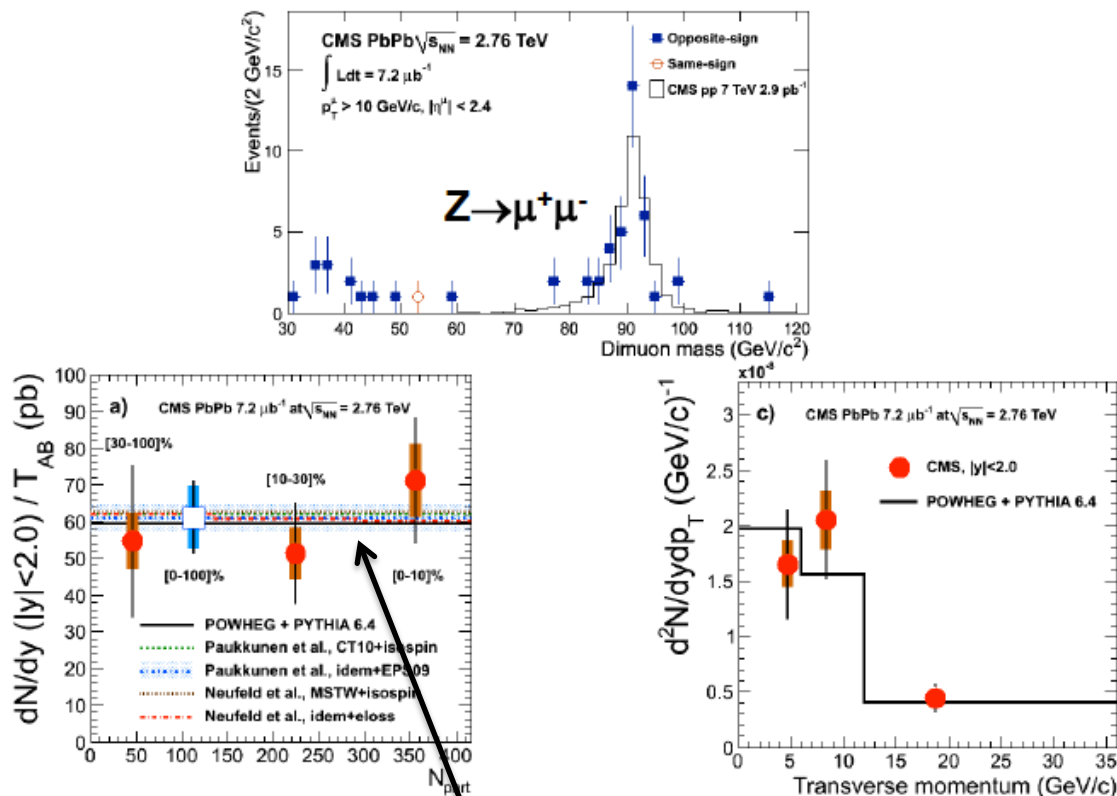 Events/(2 GeV/c²)
15
10
5
0
CMS PbPb √sNN = 2.76 TeV
∫ Ldt = 7.2 μb⁻¹
pTμ > 10 GeV/c, |ημ| < 2.4
Opposite-sign
Same-sign
CMS pp 7 TeV 2.9 pb⁻¹
Z→μ⁺μ⁻
30 40 50 60 70 80 90 100 110 120
Dimuon mass (GeV/c²)
dN/dy (|y|<2.0) / TAB (pb)
100
90
80
70
60
50
40
30
20
10
0
a) CMS PbPb 7.2 μb⁻¹ at √sNN = 2.76 TeV
[30-100]%
[10-30]%
[0-100]%
[0-10]%
POWHEG + PYTHIA 6.4
Paukkunen et al., CT10+isospin
Paukkunen et al., idem+EPS09
Neufeld et al., MSTW+isospin
Neufeld et al., idem+eloss
0 50 100 150 200 250 300 350 400
Npart
d²N/dydpT (GeV/c)⁻¹
×10⁻⁸
3
2.5
2
1.5
1
0.5
0
c) CMS PbPb 7.2 μb⁻¹ at √sNN = 2.76 TeV
CMS, |y|<2.0
POWHEG + PYTHIA 6.4
0 5 10 15 20 25 30 35
Transverse momentum (GeV/c)